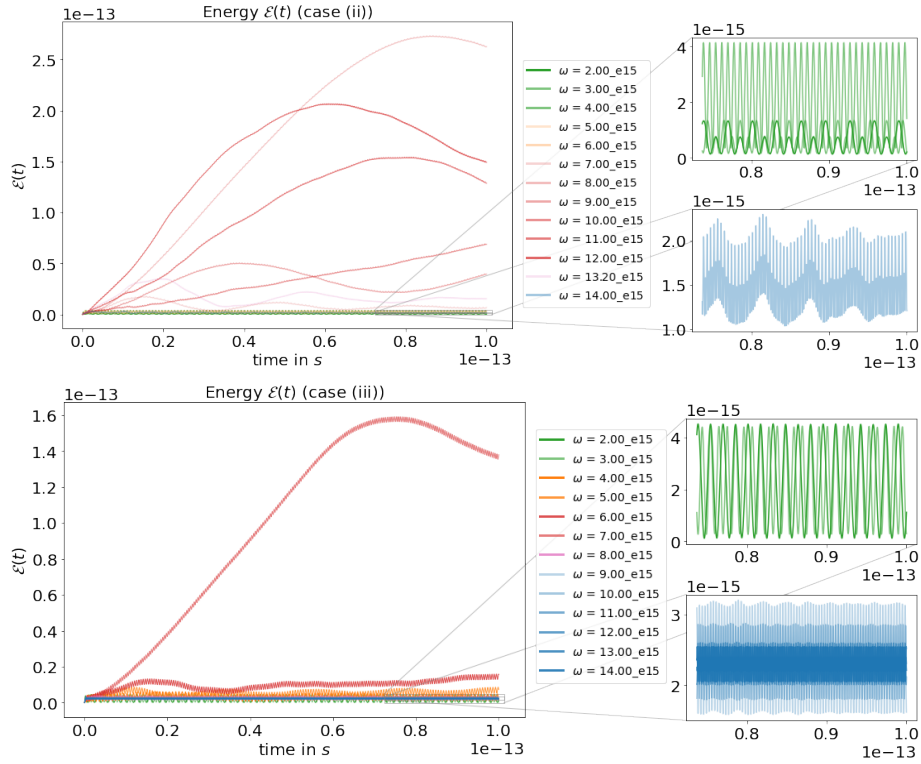 Energy ℰ(t) (case (ii))
1e−13
2.5
2.0
1.5
1.0
0.5
0.0
ℰ(t)
0.0 0.2 0.4 0.6 0.8 1.0
time in s
1e−13
ω = 2.00_e15
ω = 3.00_e15
ω = 4.00_e15
ω = 5.00_e15
ω = 6.00_e15
ω = 7.00_e15
ω = 8.00_e15
ω = 9.00_e15
ω = 10.00_e15
ω = 11.00_e15
ω = 12.00_e15
ω = 13.20_e15
ω = 14.00_e15
1e−15
4
2
0
0.8 0.9 1.0
1e−13
1e−15
2.0
1.5
1.0
0.8 0.9 1.0
1e−13
Energy ℰ(t) (case (iii))
1e−13
1.6
1.4
1.2
1.0
0.8
0.6
0.4
0.2
0.0
ℰ(t)
0.0 0.2 0.4 0.6 0.8 1.0
time in s
1e−13
ω = 2.00_e15
ω = 3.00_e15
ω = 4.00_e15
ω = 5.00_e15
ω = 6.00_e15
ω = 7.00_e15
ω = 8.00_e15
ω = 9.00_e15
ω = 10.00_e15
ω = 11.00_e15
ω = 12.00_e15
ω = 13.00_e15
ω = 14.00_e15
1e−15
4
2
0
0.8 0.9 1.0
1e−13
1e−15
3
2
0.8 0.9 1.0
1e−13